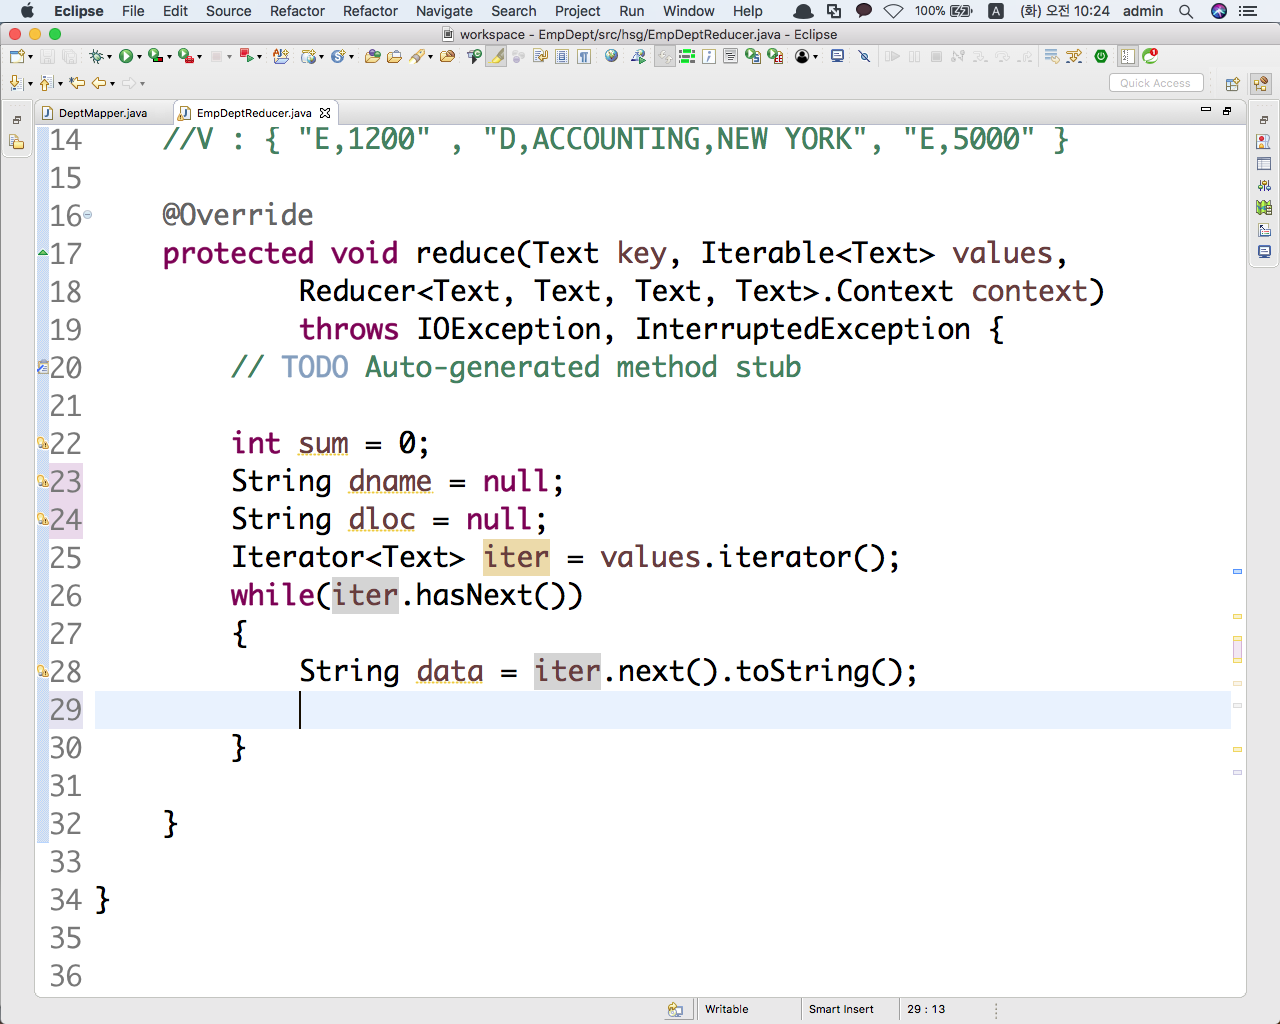 Eclipse File Edit Source Refactor Refactor Navigate Search Project Run Window Help 100% A (화) 오전 10:24 admin
workspace - EmpDept/src/hsg/EmpDeptReducer.java - Eclipse
Quick Access
DeptMapper.java EmpDeptReducer.java
14 //V : { "E,1200" , "D,ACCOUNTING,NEW YORK", "E,5000" }
15
16 @Override
17 protected void reduce(Text key, Iterable<Text> values,
18 Reducer<Text, Text, Text, Text>.Context context)
19 throws IOException, InterruptedException {
20 // TODO Auto-generated method stub
21
22 int sum = 0;
23 String dname = null;
24 String dloc = null;
25 Iterator<Text> iter = values.iterator();
26 while(iter.hasNext())
27 {
28 String data = iter.next().toString();
29
30 }
31
32 }
33
34 }
35
36
Writable Smart Insert 29 : 13